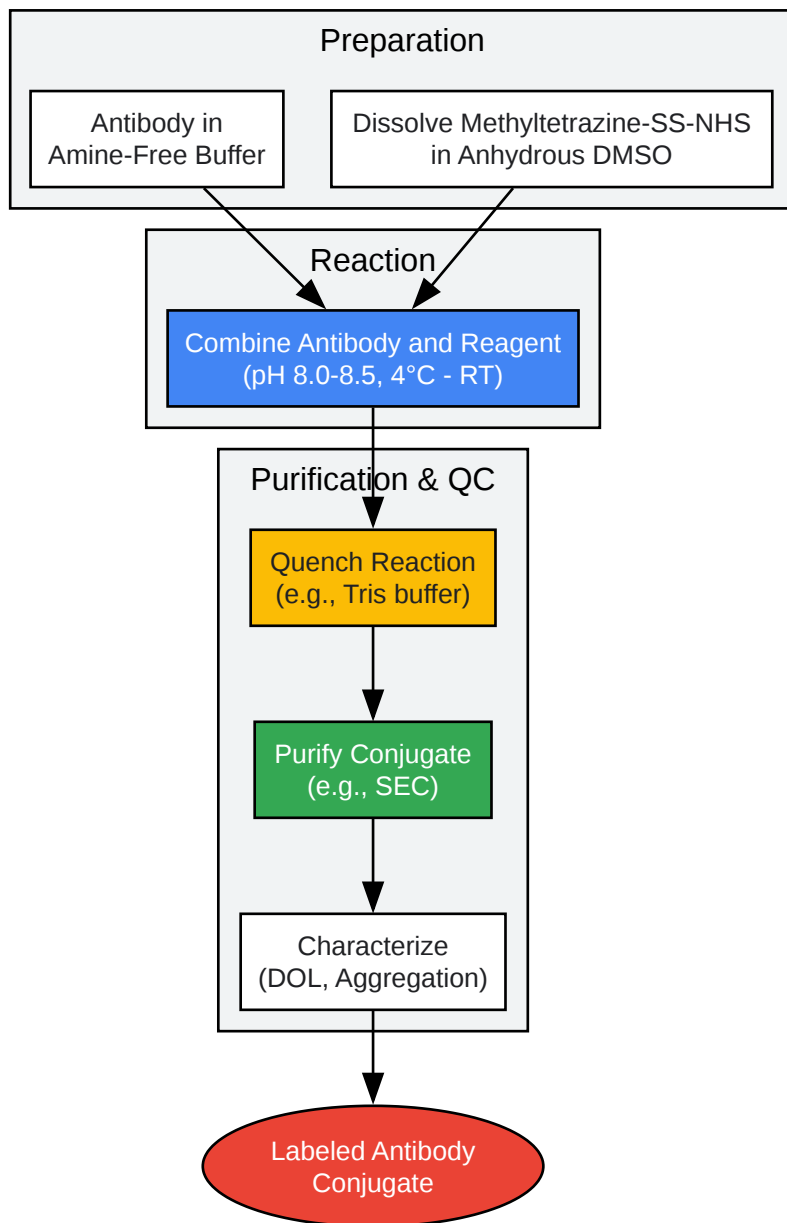 Preparation
Antibody in
Amine-Free Buffer
Dissolve Methyltetrazine-SS-NHS
in Anhydrous DMSO
Reaction
Combine Antibody and Reagent
(pH 8.0-8.5, 4°C - RT)
Purification & QC
Quench Reaction
(e.g., Tris buffer)
Purify Conjugate
(e.g., SEC)
Characterize
(DOL, Aggregation)
Labeled Antibody
Conjugate